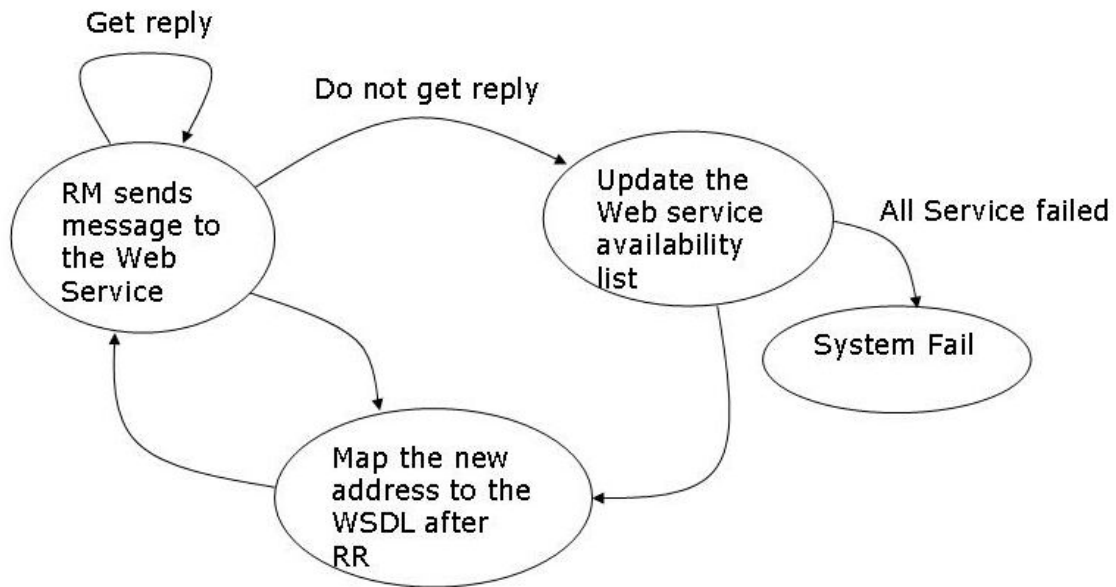 Get reply
Do not get reply
RM sends
message to
the Web
Service
Update the
Web service
availability
list
All Service failed
System Fail
Map the new
address to the
WSDL after
RR